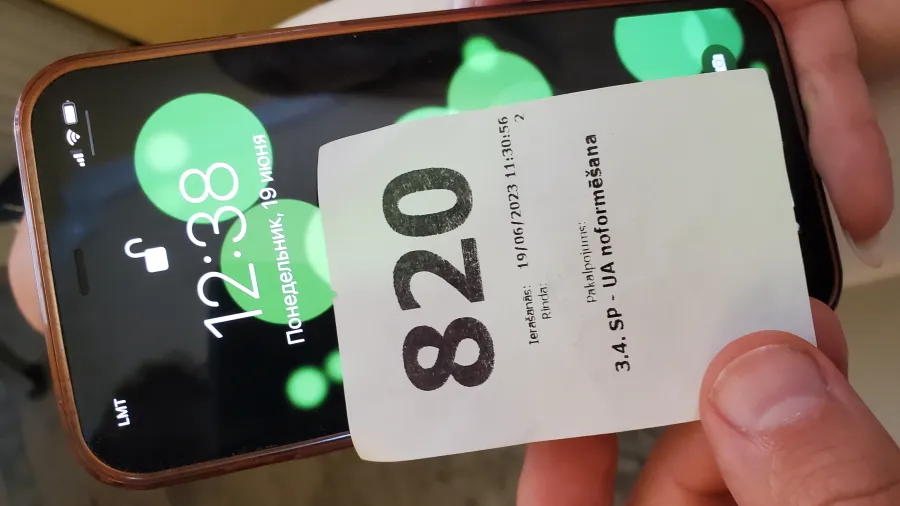 LMT
12:38
Понедельник, 19 июня
820
Ierašanās: 19/06/2023 11:30:56
Rinda: 2
Pakalpojums:
3.4. SP - UA noformēšana